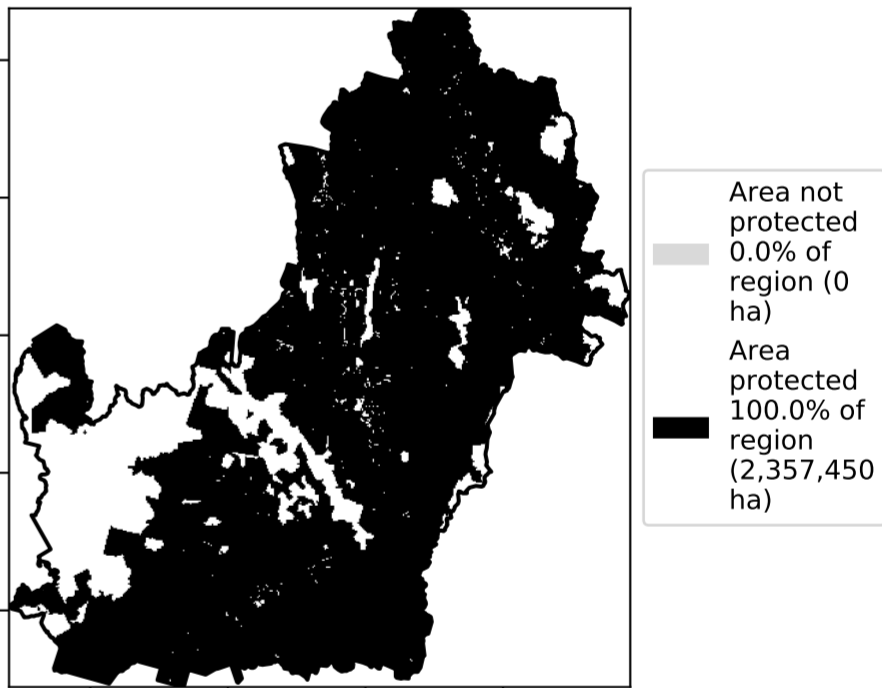 Area not
protected
0.0% of
region (0
ha)
Area
protected
100.0% of
region
(2,357,450
ha)